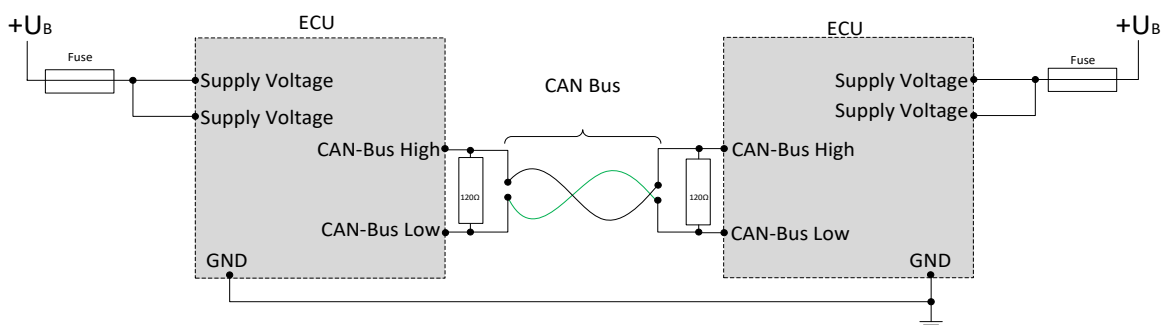 ECU
ECU
+UB
+UB
Fuse
Fuse
Supply Voltage
Supply Voltage
Supply Voltage
Supply Voltage
CAN Bus
CAN-Bus High
CAN-Bus High
120Ω
120Ω
CAN-Bus Low
CAN-Bus Low
GND
GND